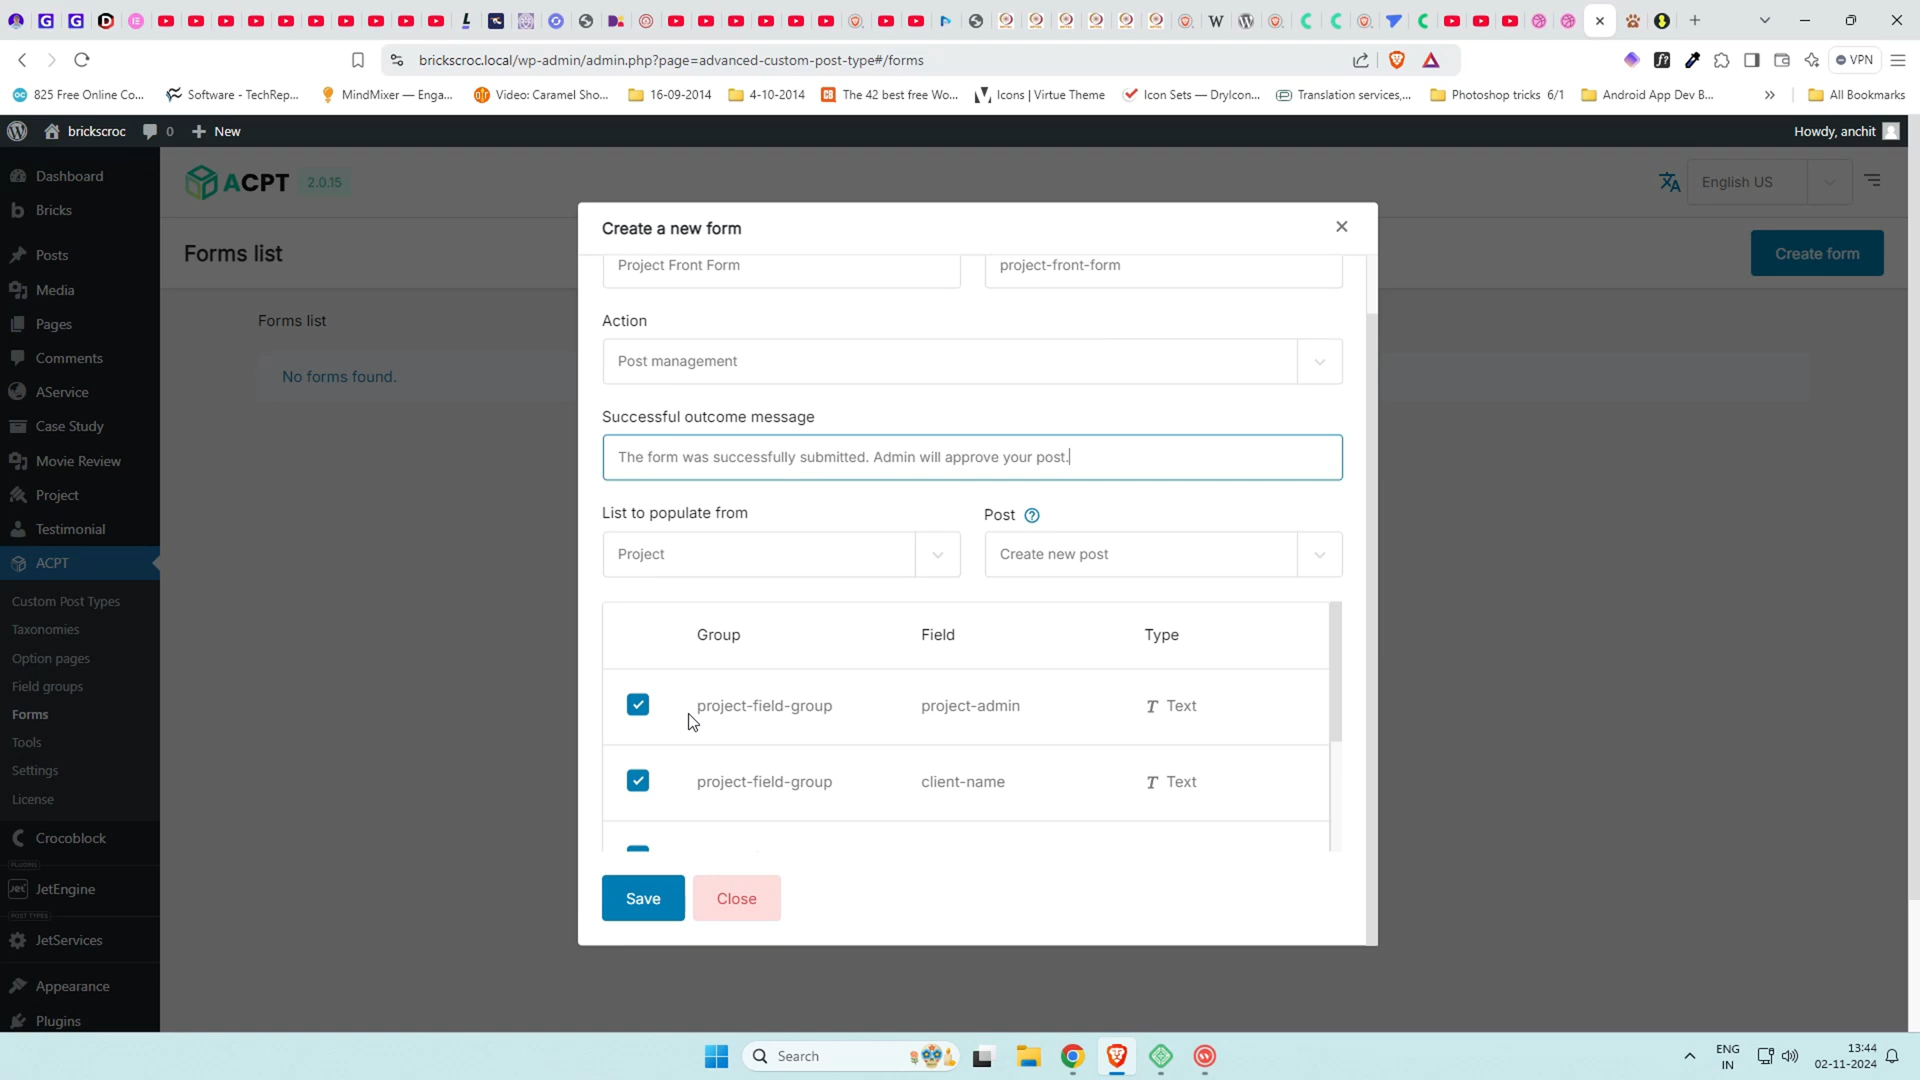 brickscroc.local/wp-admin/admin.php?page=advanced-custom-post-type#/forms
VPN
825 Free Online Co...
Software - TechRep...
MindMixer — Enga...
Video: Caramel Sho...
16-09-2014
4-10-2014
The 42 best free Wo...
Icons | Virtue Theme
Icon Sets — DryIcon...
Translation services,...
Photoshop tricks 6/1
Android App Dev B...
All Bookmarks
brickscroc
0
New
Howdy, anchit
Dashboard
Bricks
Posts
Media
Pages
Comments
AService
Case Study
Movie Review
Project
Testimonial
ACPT
Custom Post Types
Taxonomies
Option pages
Field groups
Forms
Tools
Settings
License
Crocoblock
PLUGINS
JetEngine
POST TYPES
JetServices
Appearance
Plugins
ACPT 2.0.15
English US
Forms list
Create form
Forms list
No forms found.
Create a new form
Project Front Form
project-front-form
Action
Post management
Successful outcome message
The form was successfully submitted. Admin will approve your post.
List to populate from
Post
Project
Create new post
Group Field Type
project-field-group project-admin Text
project-field-group client-name Text
Save
Close
Search
ENG
IN
13:44
02-11-2024